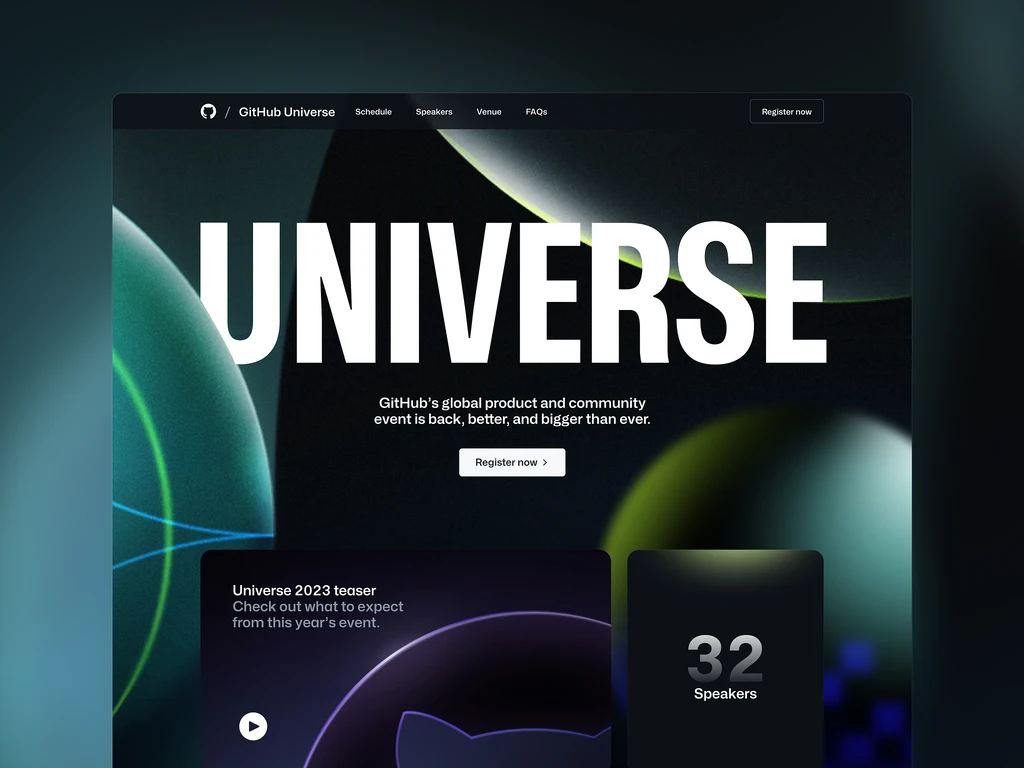 / GitHub Universe Schedule Speakers Venue FAQs Register now
UNIVERSE
GitHub’s global product and community
event is back, better, and bigger than ever.
Register now
Universe 2023 teaser
Check out what to expect
from this year’s event.
32
Speakers